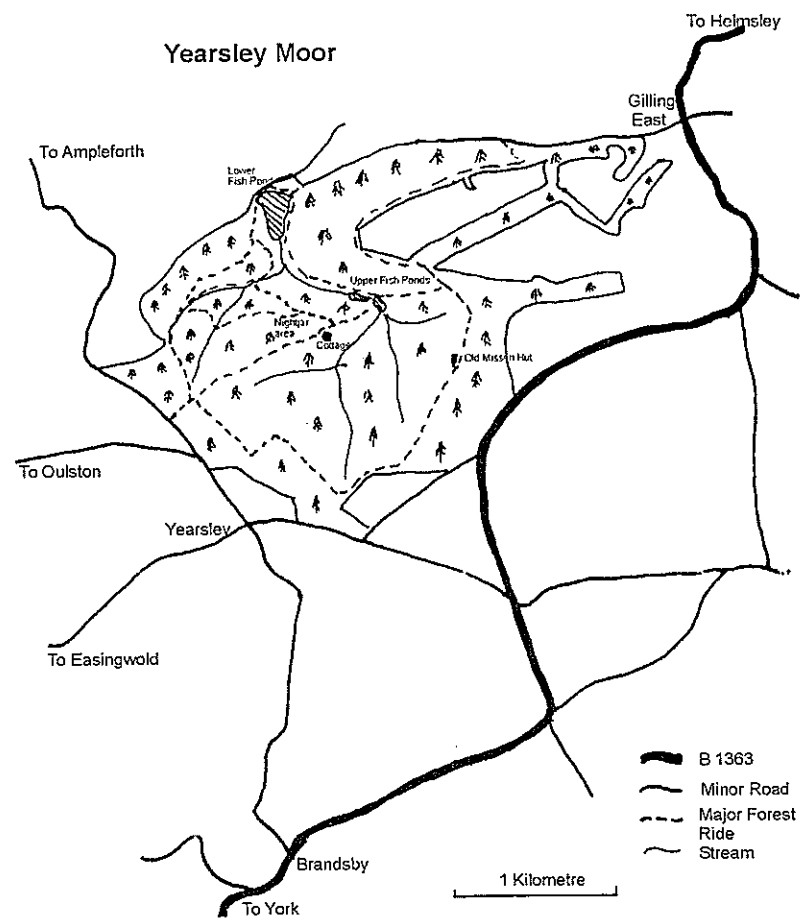 Yearsley Moor
To Helmsley
Gilling
East
To Ampleforth
Lower
Fish Pond
Upper Fish Ponds
Nightjar
area
Cottage
Old Missen Hut
To Oulston
Yearsley
To Easingwold
B 1363
Minor Road
Major Forest
Ride
Stream
1 Kilometre
Brandsby
To York